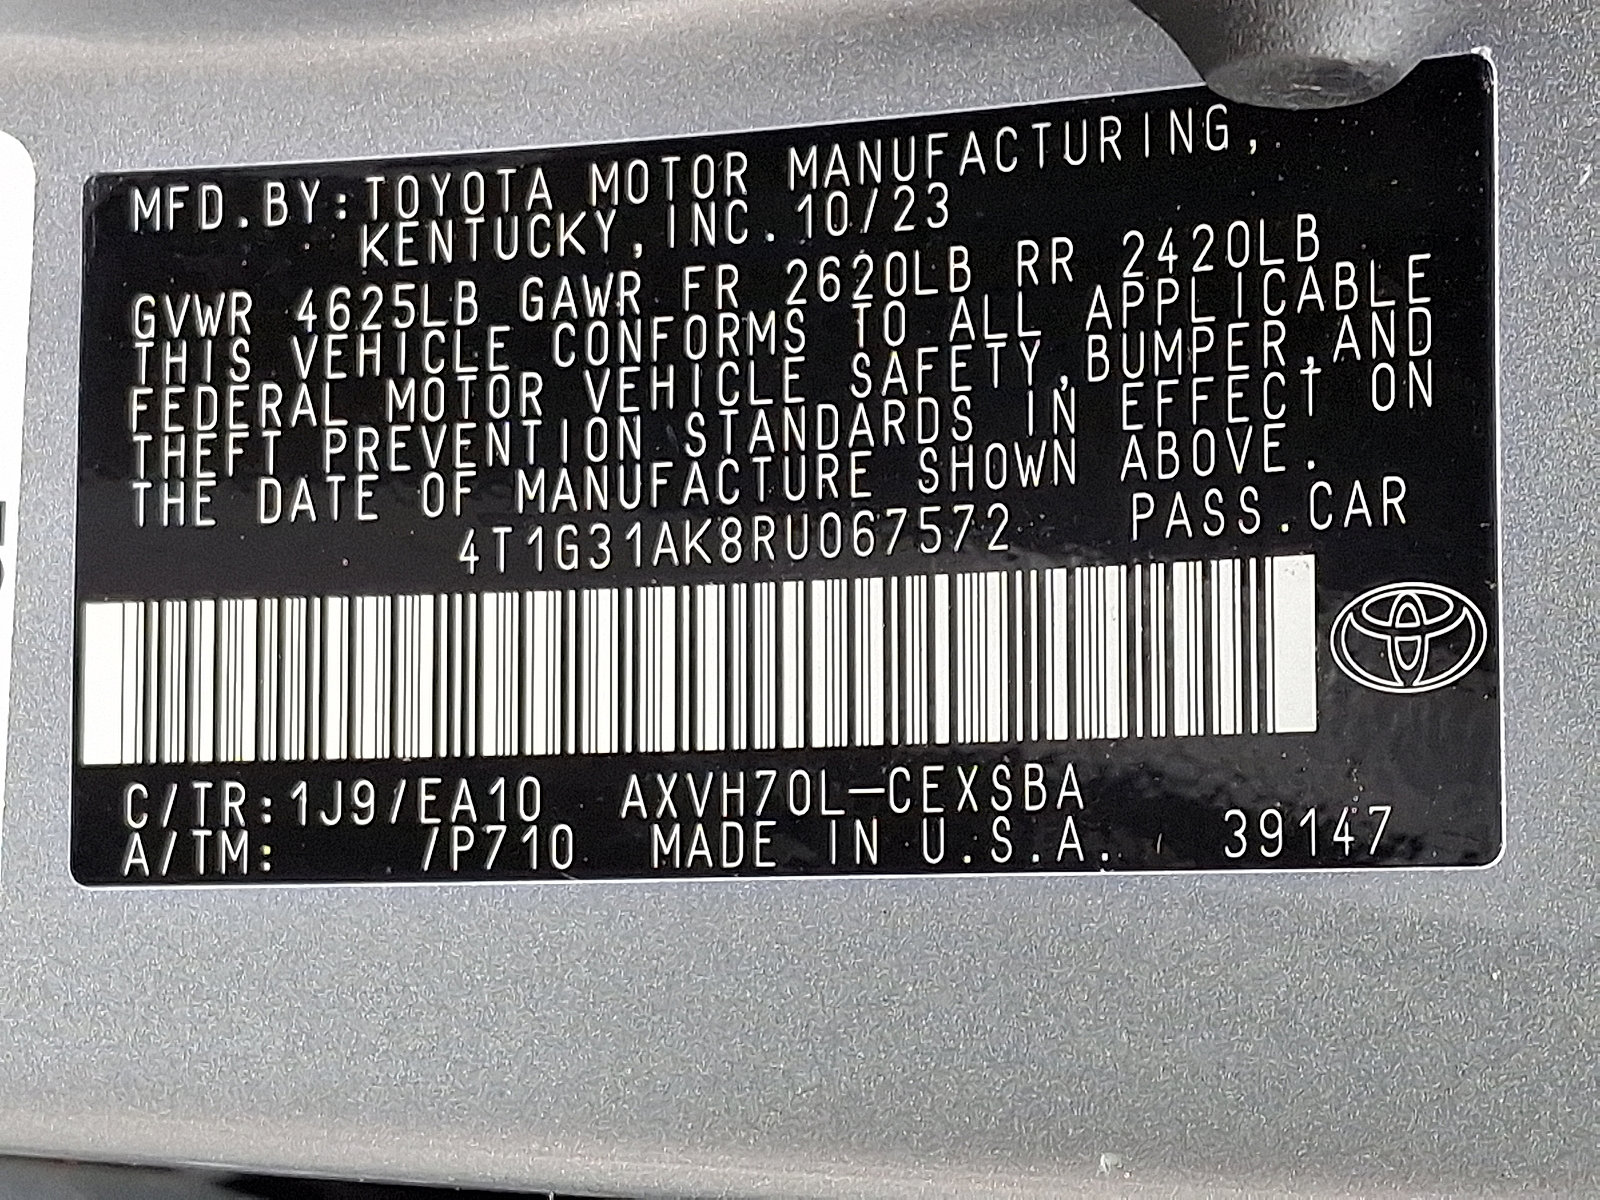 MFD.BY:TOYOTA MOTOR MANUFACTURING,
KENTUCKY,INC.10/23
GVWR 4625LB GAWR FR 2620LB RR 2420LB
THIS VEHICLE CONFORMS TO ALL APPLICABLE
FEDERAL MOTOR VEHICLE SAFETY,BUMPER,AND
THEFT PREVENTION STANDARDS IN EFFECT ON
THE DATE OF MANUFACTURE SHOWN ABOVE.
4T1G31AK8RU067572 PASS.CAR
C/TR:1J9/EA10 AXVH70L-CEXSBA
A/TM: /P710 MADE IN U.S.A. 39147